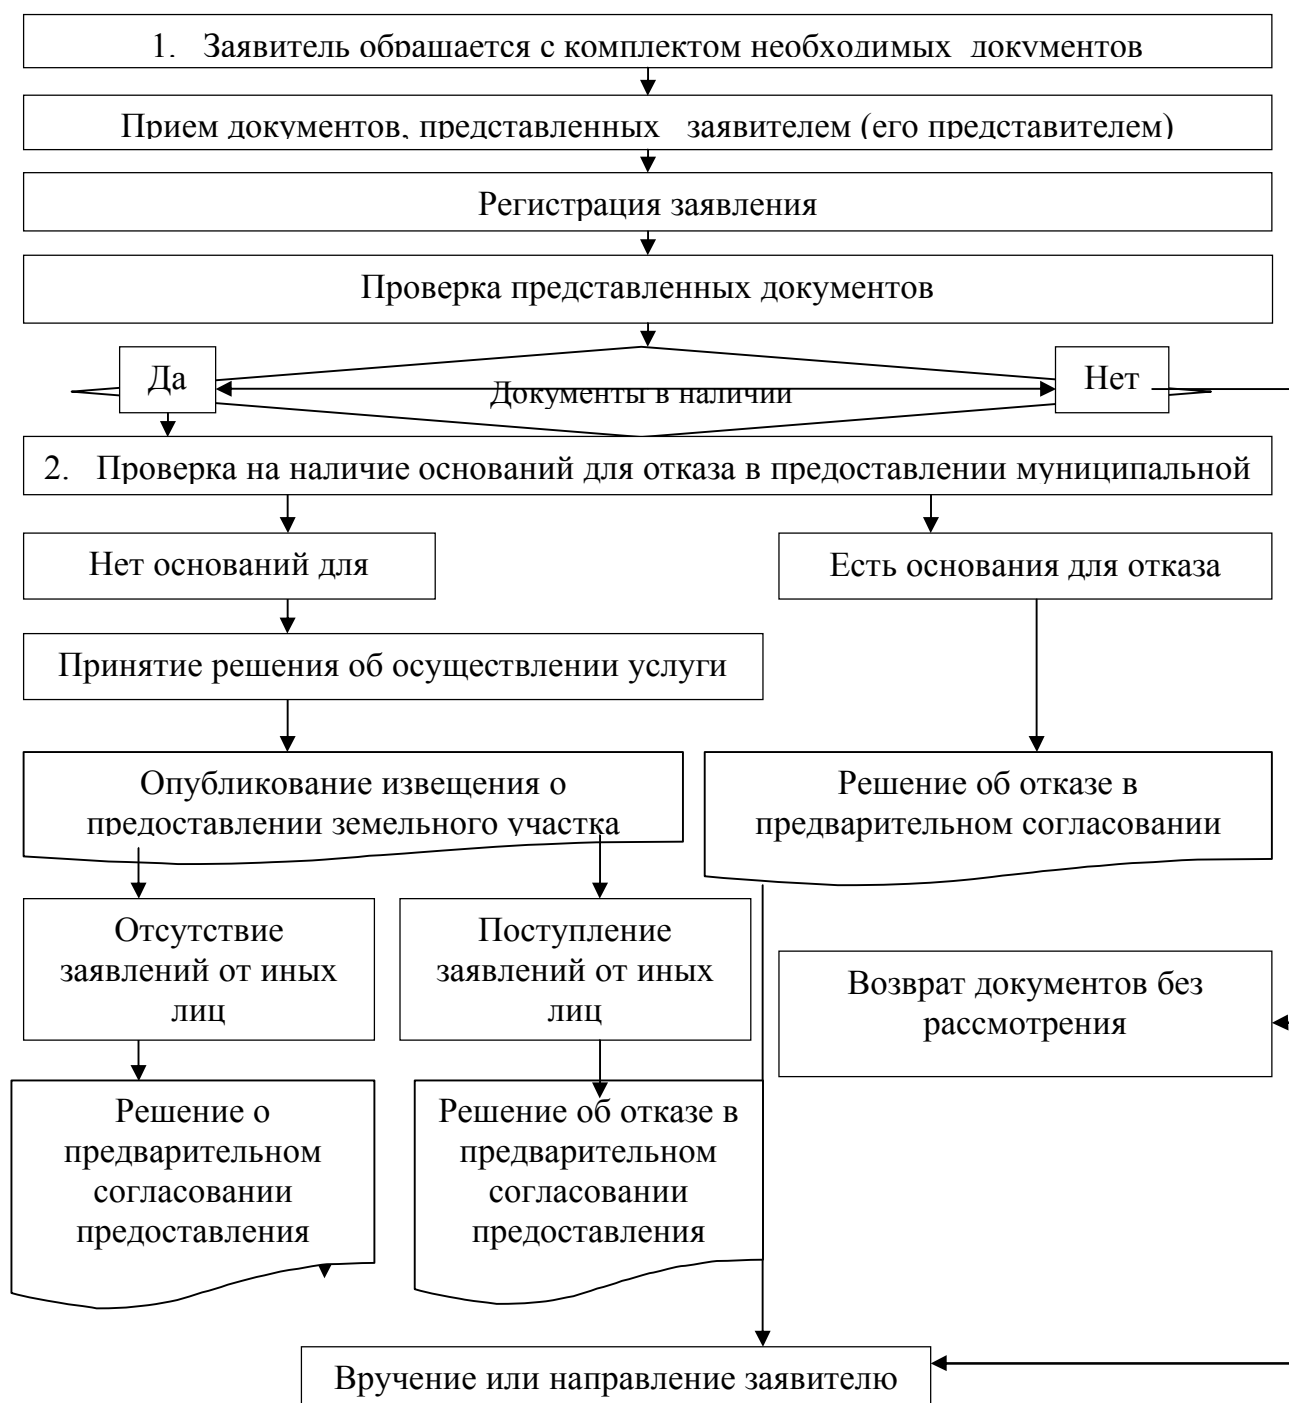 1. Заявитель обращается с комплектом необходимых документов
Прием документов, представленных заявителем (его представителем)
Регистрация заявления
Проверка представленных документов
Да
Документы в наличии
Нет
2. Проверка на наличие оснований для отказа в предоставлении муниципальной
Нет оснований для
Есть основания для отказа
Принятие решения об осуществлении услуги
Опубликование извещения о
предоставлении земельного участка
Решение об отказе в
предварительном согласовании
Отсутствие
заявлений от иных
лиц
Поступление
заявлений от иных
лиц
Возврат документов без
рассмотрения
Решение о
предварительном
согласовании
предоставления
Решение об отказе в
предварительном
согласовании
предоставления
Вручение или направление заявителю